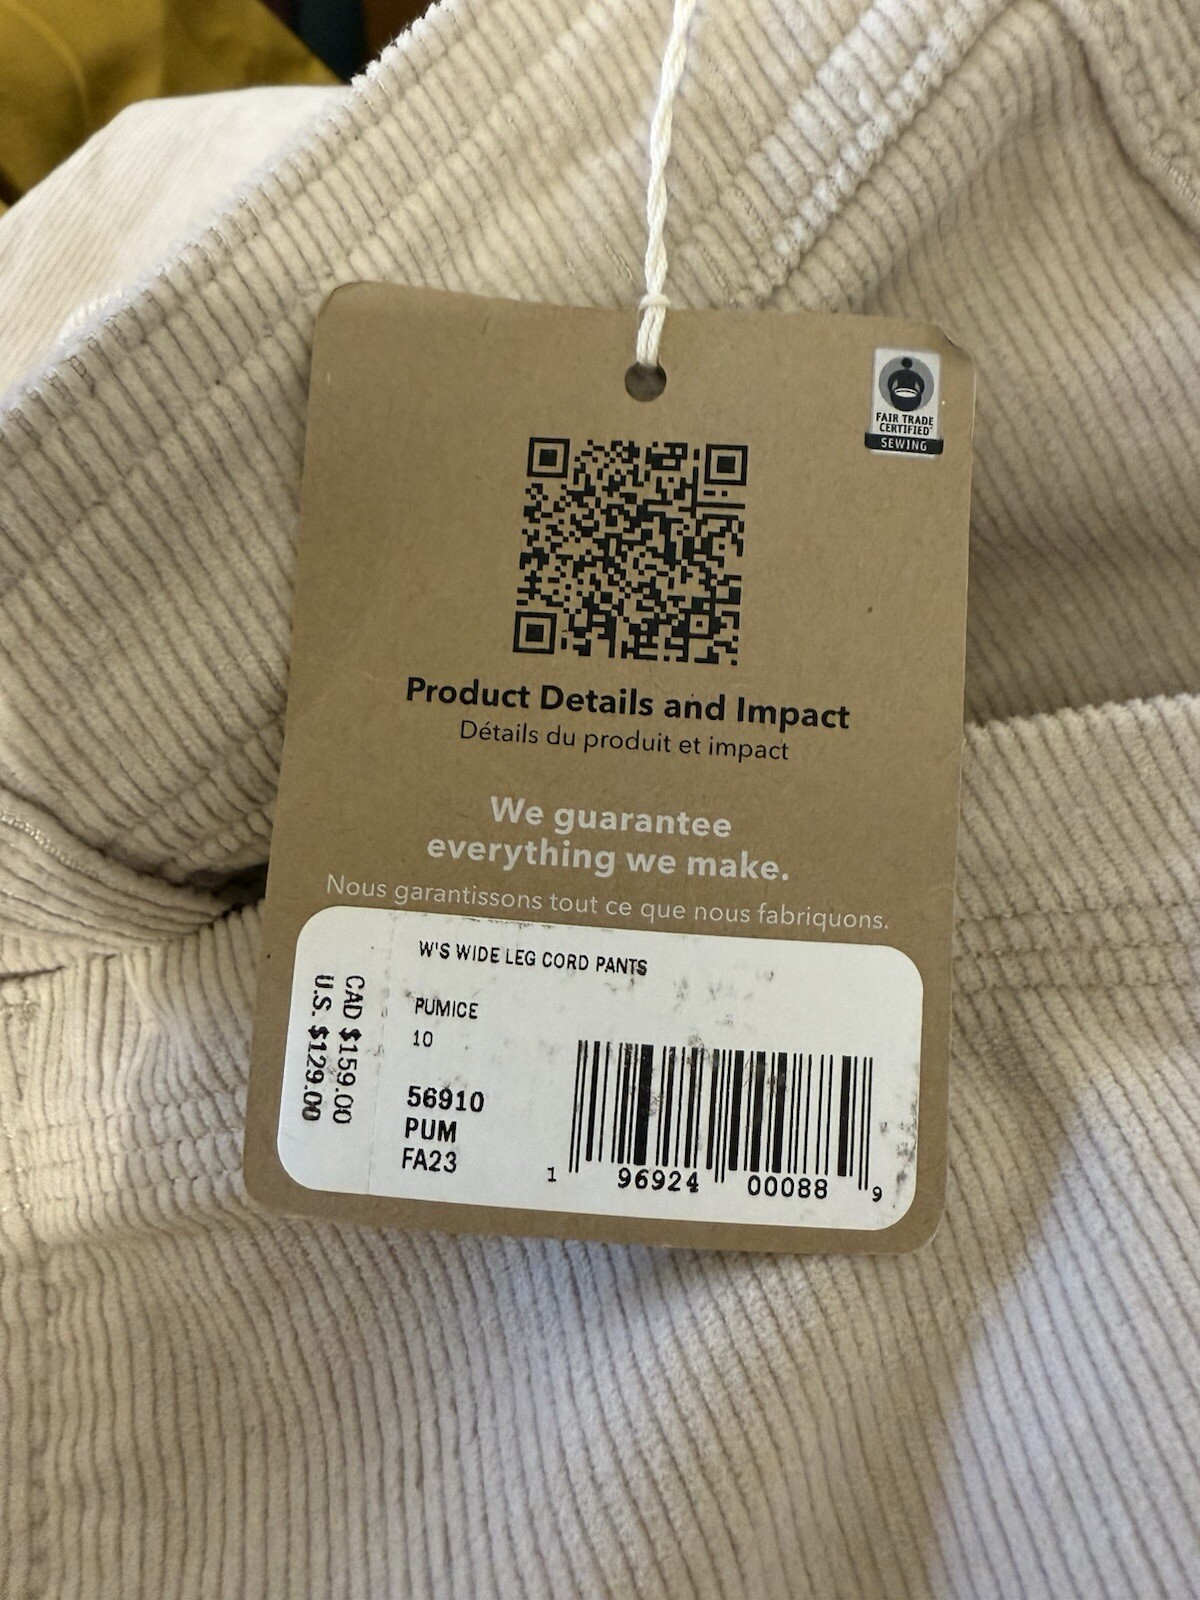 FAIR TRADE
CERTIFIED
SEWING
Product Details and Impact
Détails du produit et impact
We guarantee
everything we make.
Nous garantissons tout ce que nous fabriquons.
W'S WIDE LEG CORD PANTS
PUMICE
10
56910
PUM
FA23
CAD $159.00
U.S. $129.00
1 96924 00088 9